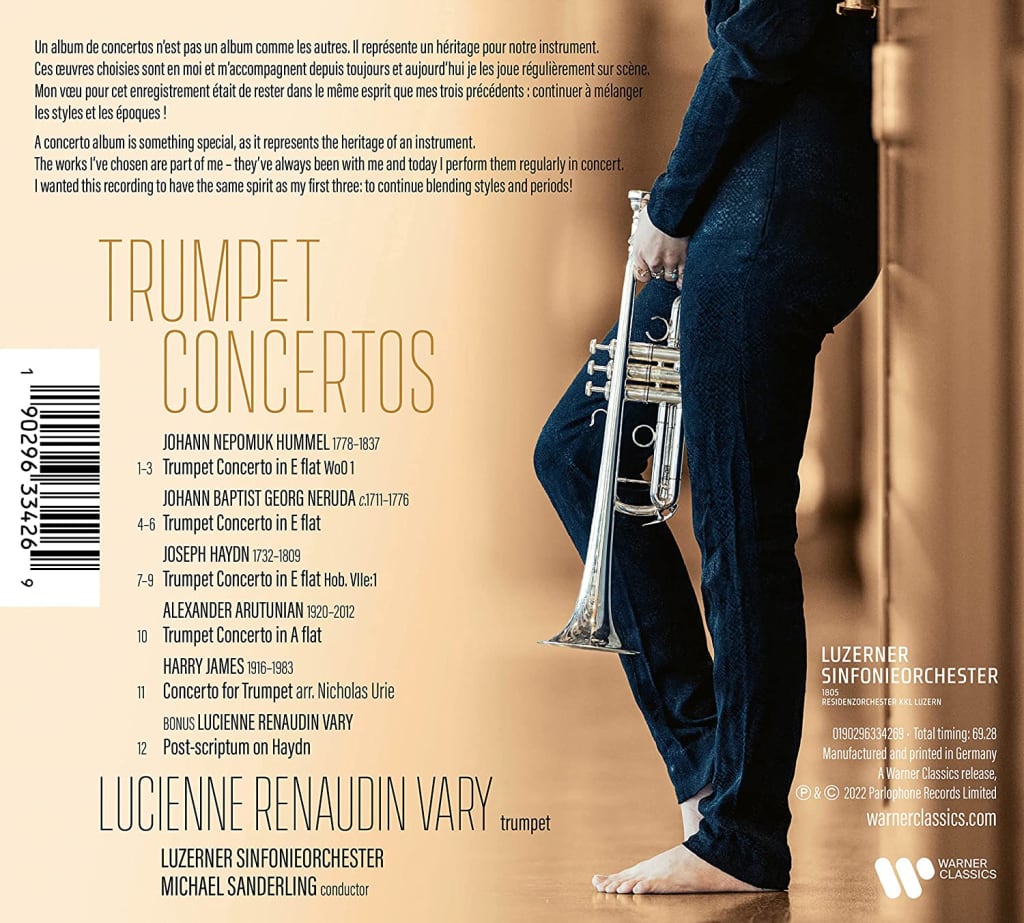 Un album de concertos n'est pas un album comme les autres. Il représente un héritage pour notre instrument.
Ces œuvres choisies sont en moi et m'accompagnent depuis toujours et aujourd'hui je les joue régulièrement sur scène.
Mon vœu pour cet enregistrement était de rester dans le même esprit que mes trois précédents : continuer à mélanger
les styles et les époques !
A concerto album is something special, as it represents the heritage of an instrument.
The works I've chosen are part of me – they've always been with me and today I perform them regularly in concert.
I wanted this recording to have the same spirit as my first three: to continue blending styles and periods!
TRUMPET
CONCERTOS
JOHANN NEPOMUK HUMMEL 1778–1837
1–3 Trumpet Concerto in E flat WoO 1
JOHANN BAPTIST GEORG NERUDA c.1711–1776
4–6 Trumpet Concerto in E flat
JOSEPH HAYDN 1732–1809
7–9 Trumpet Concerto in E flat Hob. VIIe:1
ALEXANDER ARUTUNIAN 1920–2012
10 Trumpet Concerto in A flat
HARRY JAMES 1916–1983
11 Concerto for Trumpet arr. Nicholas Urie
BONUS LUCIENNE RENAUDIN VARY
12 Post-scriptum on Haydn
LUCIENNE RENAUDIN VARY trumpet
LUZERNER SINFONIEORCHESTER
MICHAEL SANDERLING conductor
1 90296 33426 9
LUZERNER
SINFONIEORCHESTER
1805
RESIDENZORCHESTER KKL LUZERN
0190296334269 · Total timing: 69.28
Manufactured and printed in Germany
A Warner Classics release,
Ⓟ & © 2022 Parlophone Records Limited
warnerclassics.com
WARNER
CLASSICS